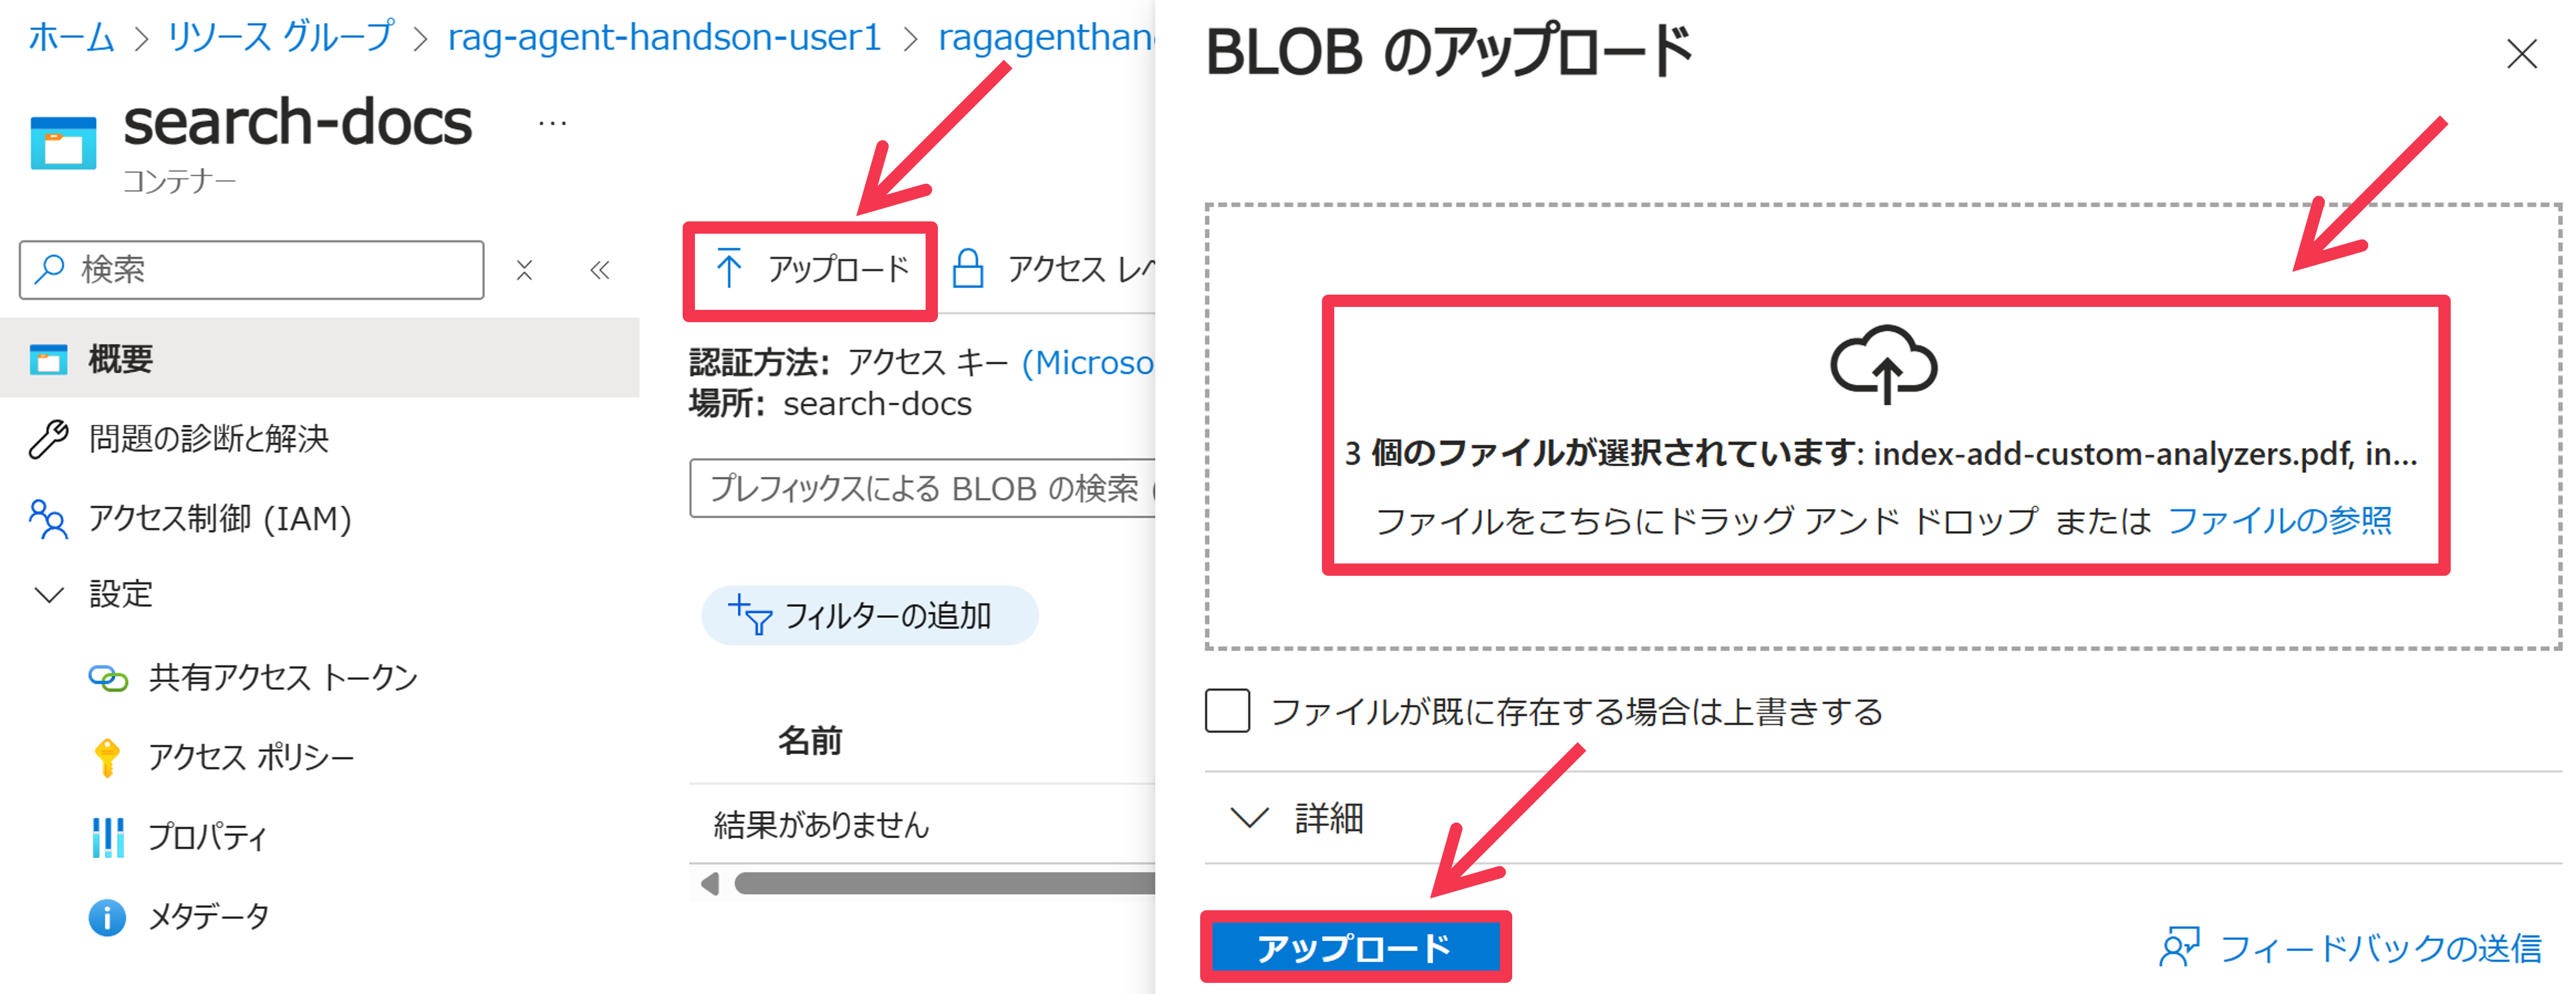 ホーム > リソース グループ > rag-agent-handson-user1 > ragagenthan
search-docs ...
コンテナー
検索
概要
問題の診断と解決
アクセス制御 (IAM)
設定
共有アクセス トークン
アクセス ポリシー
プロパティ
メタデータ
アップロード
アクセス レベ
認証方法: アクセス キー (Microso
場所: search-docs
プレフィックスによる BLOB の検索 (
フィルターの追加
名前
結果がありません
BLOB のアップロード
3 個のファイルが選択されています: index-add-custom-analyzers.pdf, in...
ファイルをこちらにドラッグ アンド ドロップ または ファイルの参照
ファイルが既に存在する場合は上書きする
詳細
アップロード
フィードバックの送信